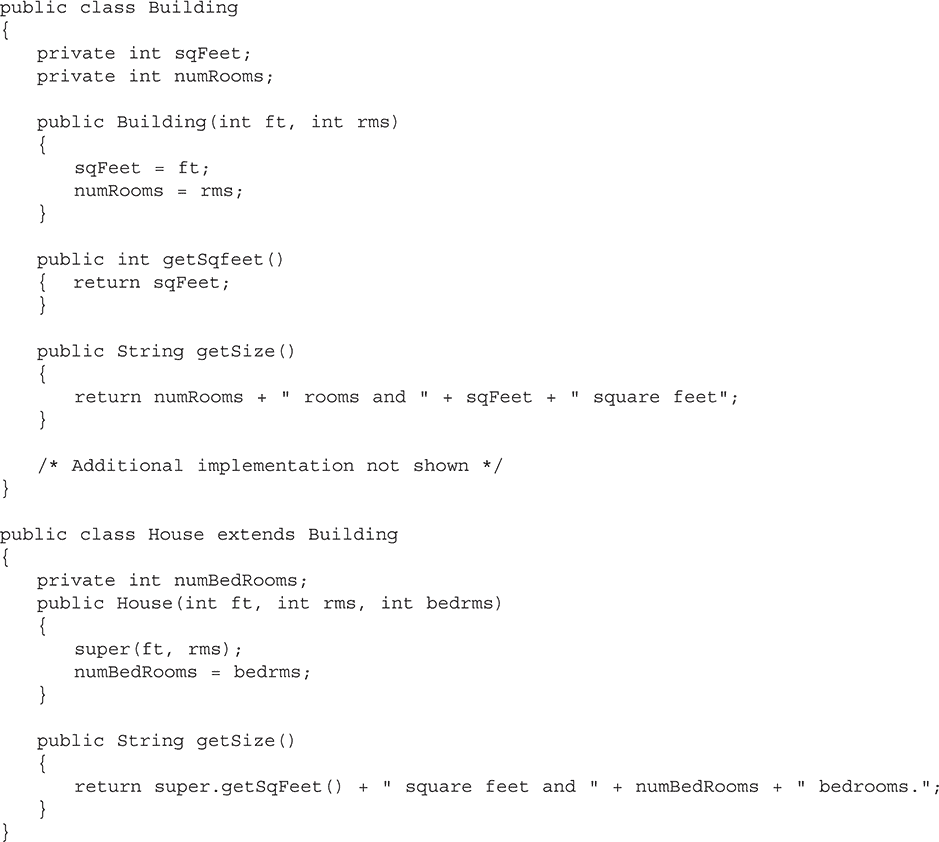 public class Building
{
private int sqFeet;
private int numRooms;
public Building(int ft, int rms)
{
sqFeet = ft;
numRooms = rms;
}
public int getSqfeet()
{ return sqFeet;
}
public String getSize()
{
return numRooms + " rooms and " + sqFeet + " square feet";
}
/* Additional implementation not shown */
}
public class House extends Building
{
private int numBedRooms;
public House(int ft, int rms, int bedrms)
{
super(ft, rms);
numBedRooms = bedrms;
}
public String getSize()
{
return super.getSqFeet() + " square feet and " + numBedRooms + " bedrooms.";
}
}